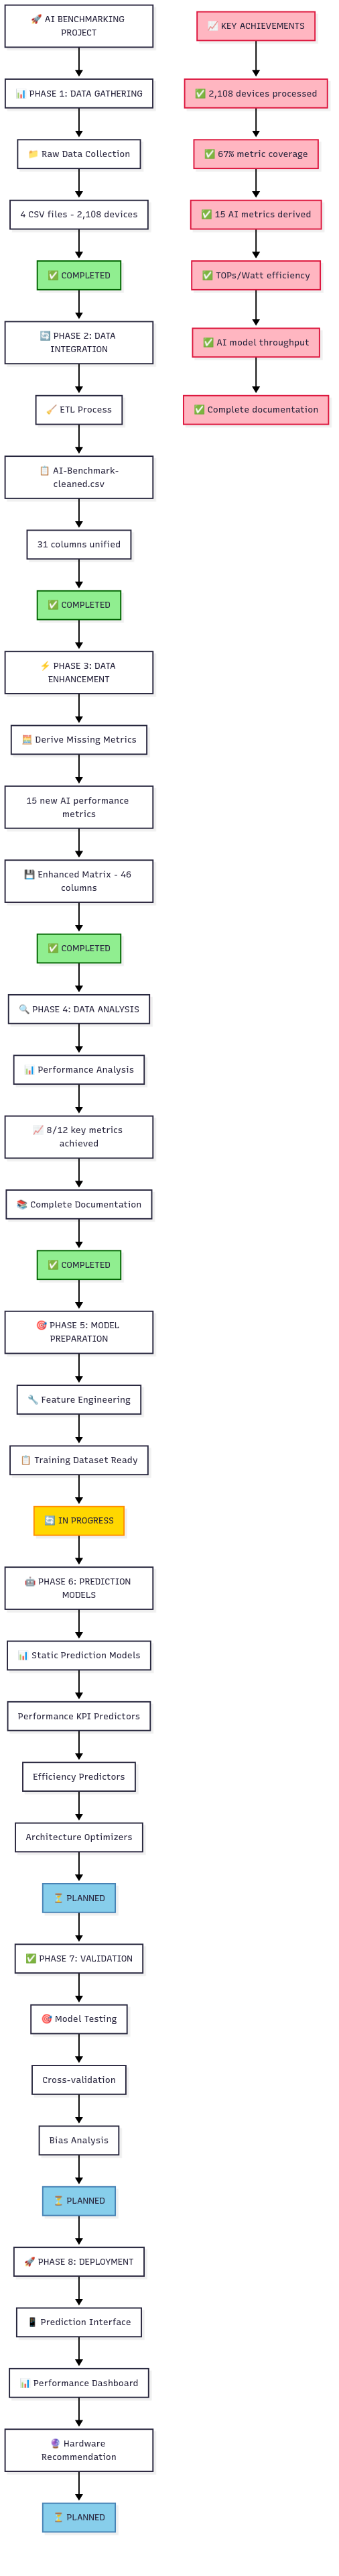 🚀 AI BENCHMARKING
PROJECT
📊 PHASE 1: DATA GATHERING
📁 Raw Data Collection
4 CSV files - 2,108 devices
✅ COMPLETED
🔄 PHASE 2: DATA
INTEGRATION
🧹 ETL Process
📋 AI-Benchmark-
cleaned.csv
31 columns unified
✅ COMPLETED
⚡ PHASE 3: DATA
ENHANCEMENT
🧮 Derive Missing Metrics
15 new AI performance
metrics
💾 Enhanced Matrix - 46
columns
✅ COMPLETED
🔍 PHASE 4: DATA ANALYSIS
📊 Performance Analysis
📈 8/12 key metrics
achieved
📚 Complete Documentation
✅ COMPLETED
🎯 PHASE 5: MODEL
PREPARATION
🔧 Feature Engineering
📋 Training Dataset Ready
🔄 IN PROGRESS
🤖 PHASE 6: PREDICTION
MODELS
📊 Static Prediction Models
Performance KPI Predictors
Efficiency Predictors
Architecture Optimizers
⏳ PLANNED
✅ PHASE 7: VALIDATION
🎯 Model Testing
Cross-validation
Bias Analysis
⏳ PLANNED
🚀 PHASE 8: DEPLOYMENT
📱 Prediction Interface
📊 Performance Dashboard
🔮 Hardware
Recommendation
⏳ PLANNED
📈 KEY ACHIEVEMENTS
✅ 2,108 devices processed
✅ 67% metric coverage
✅ 15 AI metrics derived
✅ TOPs/Watt efficiency
✅ AI model throughput
✅ Complete documentation